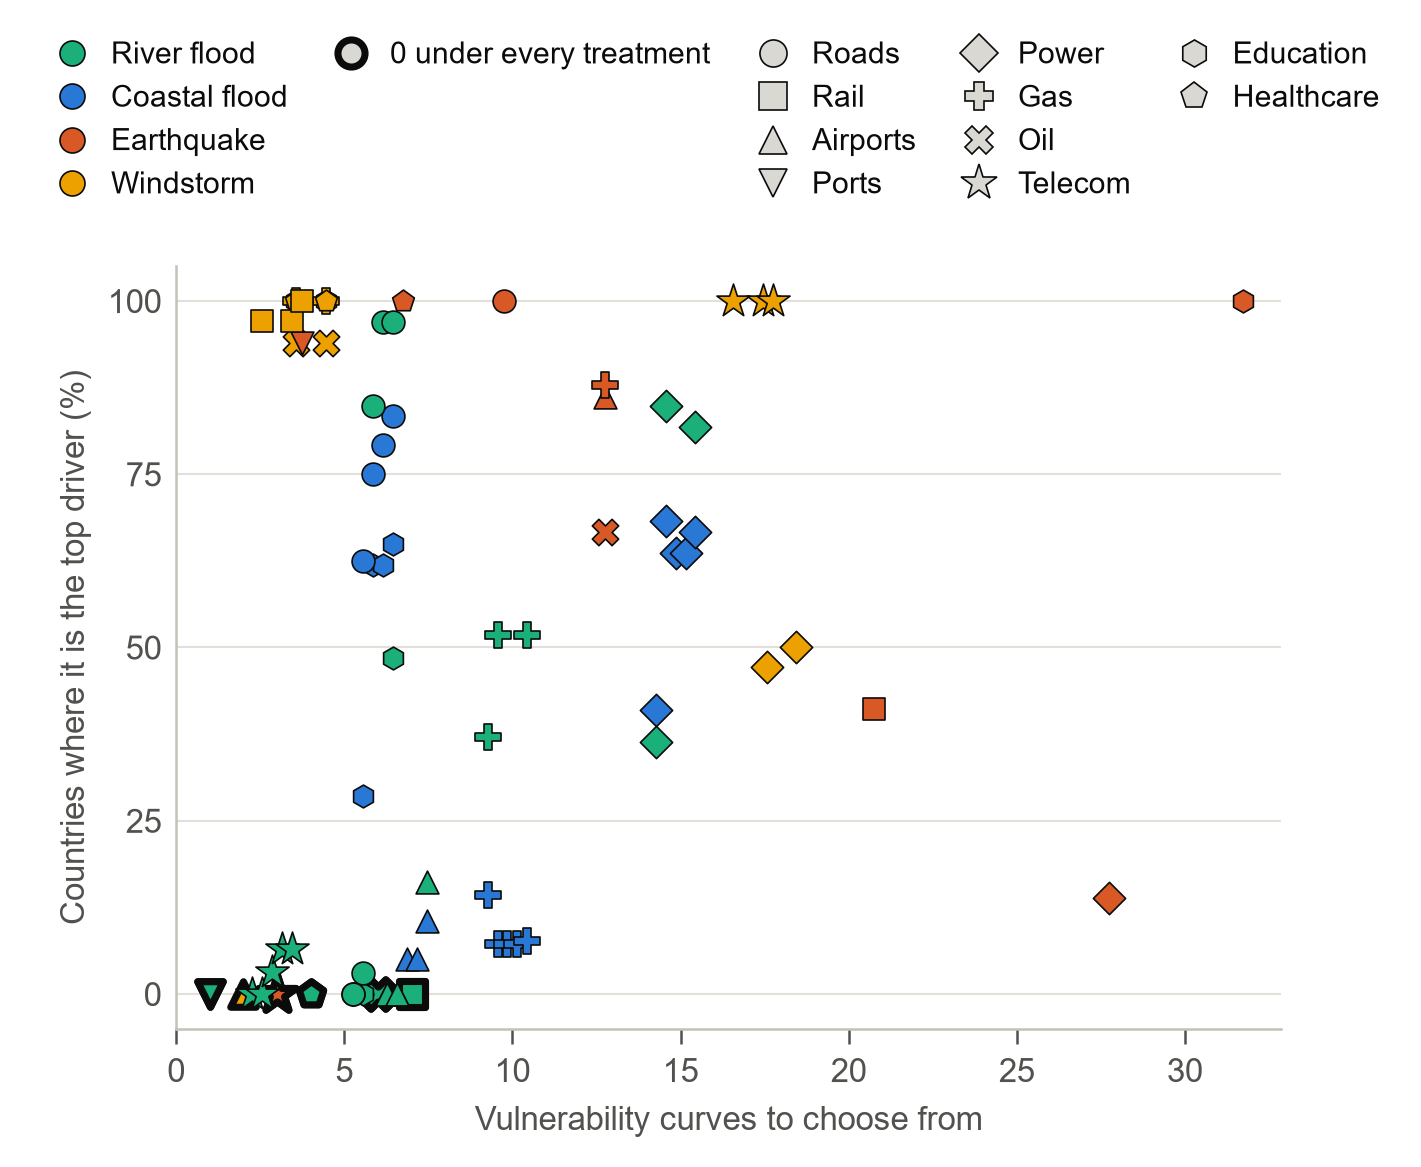 River flood
Coastal flood
Earthquake
Windstorm
0 under every treatment
Roads
Rail
Airports
Ports
Power
Gas
Oil
Telecom
Education
Healthcare
Countries where it is the top driver (%)
100
75
50
25
0
0 5 10 15 20 25 30
Vulnerability curves to choose from